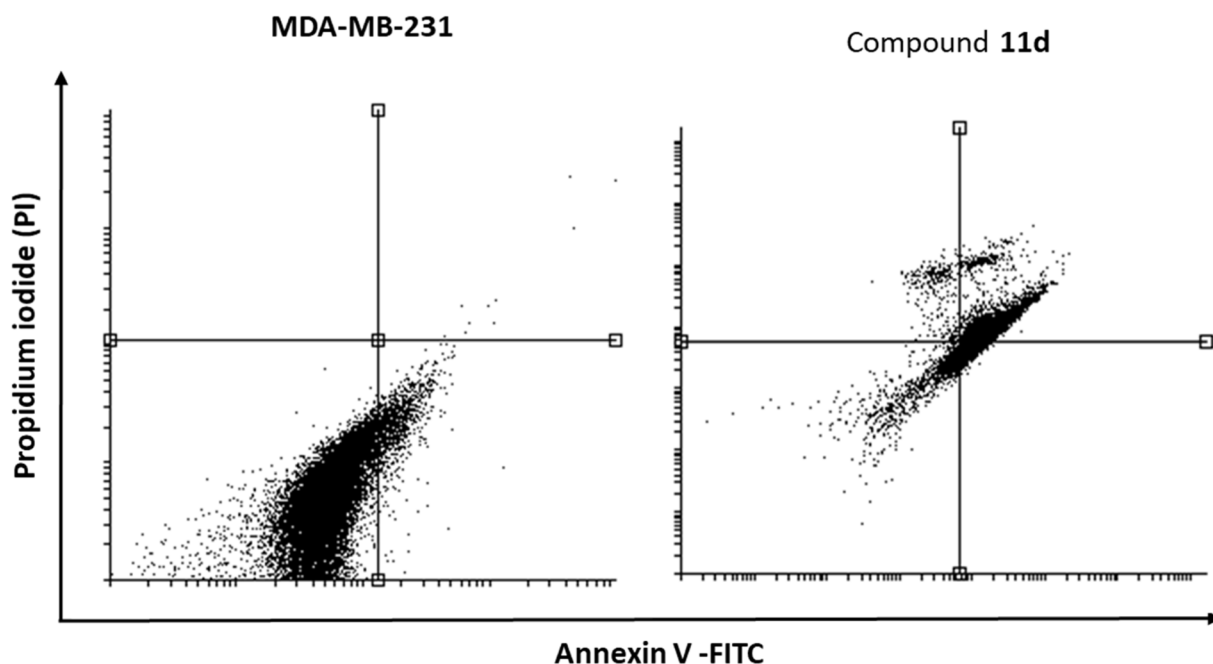 MDA-MB-231
Compound 11d
Propidium iodide (PI)
Annexin V -FITC